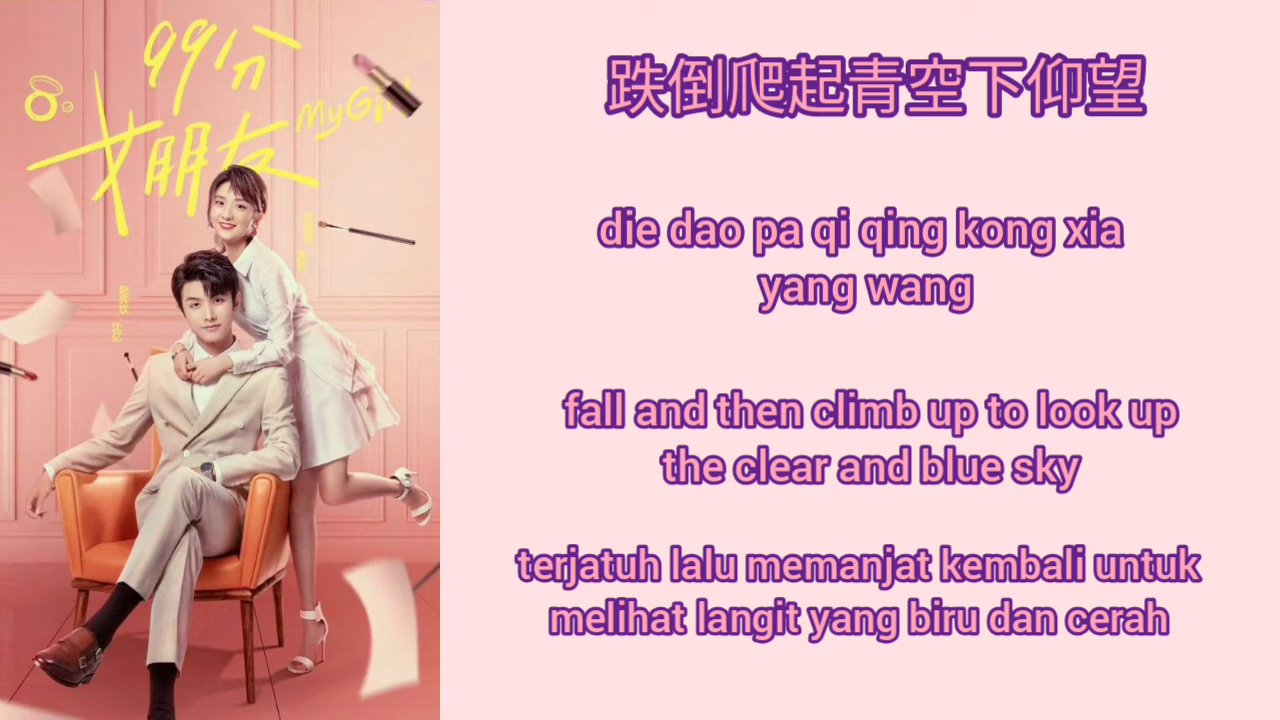 99分
女朋友
My Girl
跌倒爬起青空下仰望
die dao pa qi qing kong xia
yang wang
fall and then climb up to look up
the clear and blue sky
terjatuh lalu memanjat kembali untuk
melihat langit yang biru dan cerah